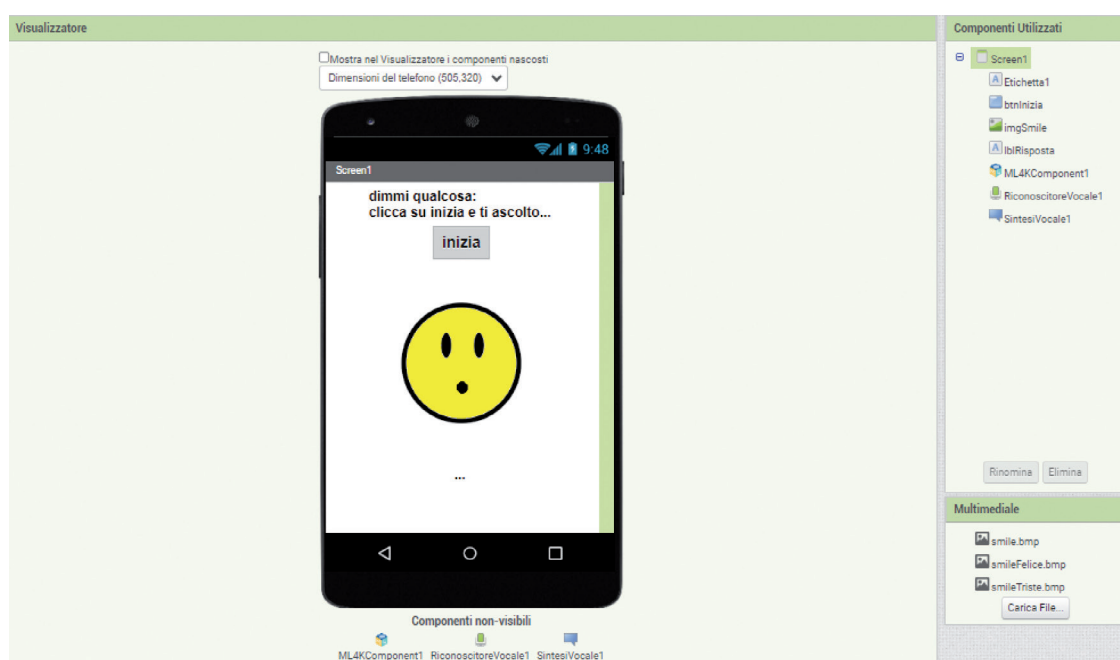 Visualizzatore
Mostra nel Visualizzatore i componenti nascosti
Dimensioni del telefono (505,320)
9:48
Screen1
dimmi qualcosa:
clicca su inizia e ti ascolto...
inizia
...
Componenti non-visibili
ML4KComponent1 RiconoscitoreVocale1 SintesiVocale1
Componenti Utilizzati
Screen1
Etichetta1
btnInizia
imgSmile
lblRisposta
ML4KComponent1
RiconoscitoreVocale1
SintesiVocale1
Rinomina Elimina
Multimediale
smile.bmp
smileFelice.bmp
smileTriste.bmp
Carica File...